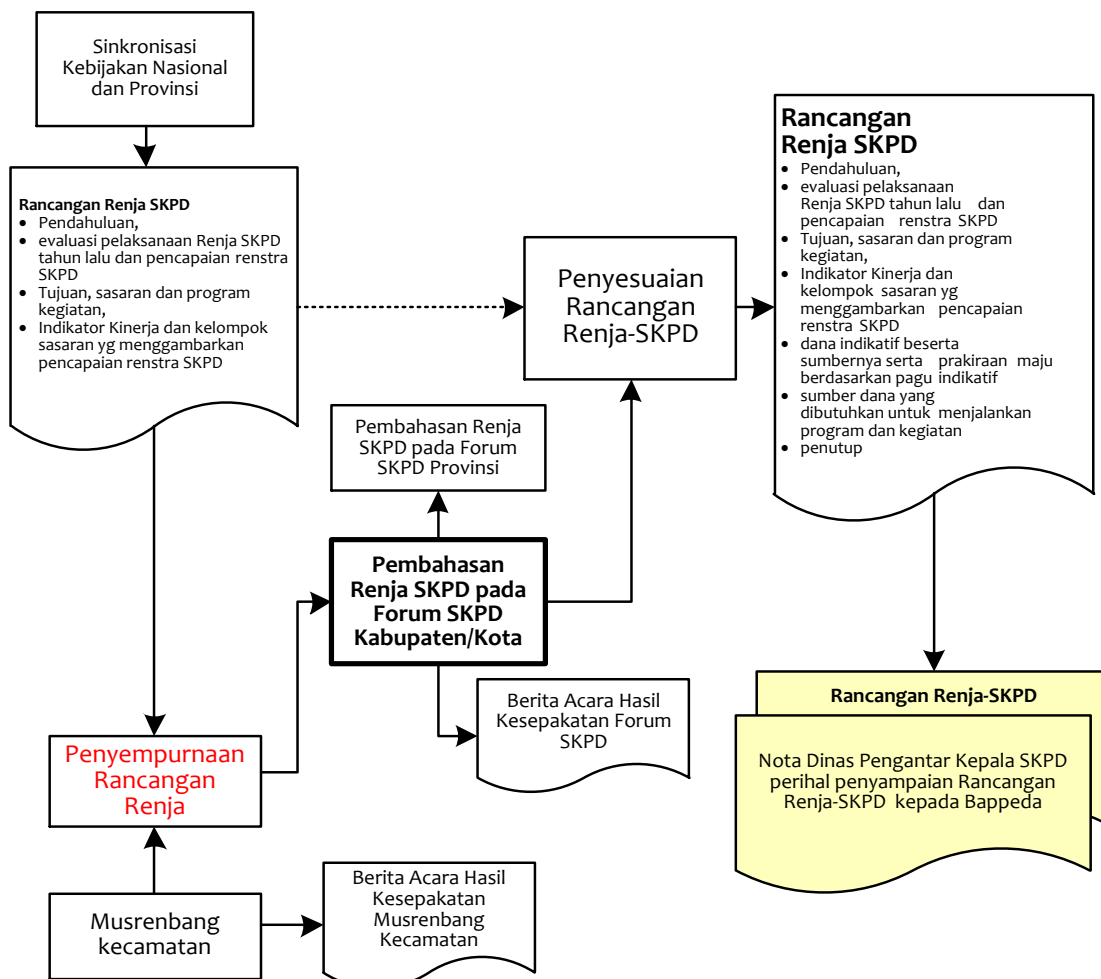 Sinkronisasi
Kebijakan Nasional
dan Provinsi
Rancangan Renja SKPD
• Pendahuluan,
• evaluasi pelaksanaan Renja SKPD
tahun lalu dan pencapaian renstra
SKPD
• Tujuan, sasaran dan program
kegiatan,
• Indikator Kinerja dan kelompok
sasaran yg menggambarkan
pencapaian renstra SKPD
Penyesuaian
Rancangan
Renja-SKPD
Rancangan
Renja SKPD
• Pendahuluan,
• evaluasi pelaksanaan
Renja SKPD tahun lalu dan
pencapaian renstra SKPD
• Tujuan, sasaran dan program
kegiatan,
• Indikator Kinerja dan
kelompok sasaran yg
menggambarkan pencapaian
renstra SKPD
• dana indikatif beserta
sumbernya serta prakiraan maju
berdasarkan pagu indikatif
• sumber dana yang
dibutuhkan untuk menjalankan
program dan kegiatan
• penutup
Pembahasan Renja
SKPD pada Forum
SKPD Provinsi
Pembahasan
Renja SKPD pada
Forum SKPD
Kabupaten/Kota
Berita Acara Hasil
Kesepakatan Forum
SKPD
Rancangan Renja-SKPD
Nota Dinas Pengantar Kepala SKPD
perihal penyampaian Rancangan
Renja-SKPD kepada Bappeda
Penyempurnaan
Rancangan
Renja
Musrenbang
kecamatan
Berita Acara Hasil
Kesepakatan
Musrenbang
Kecamatan